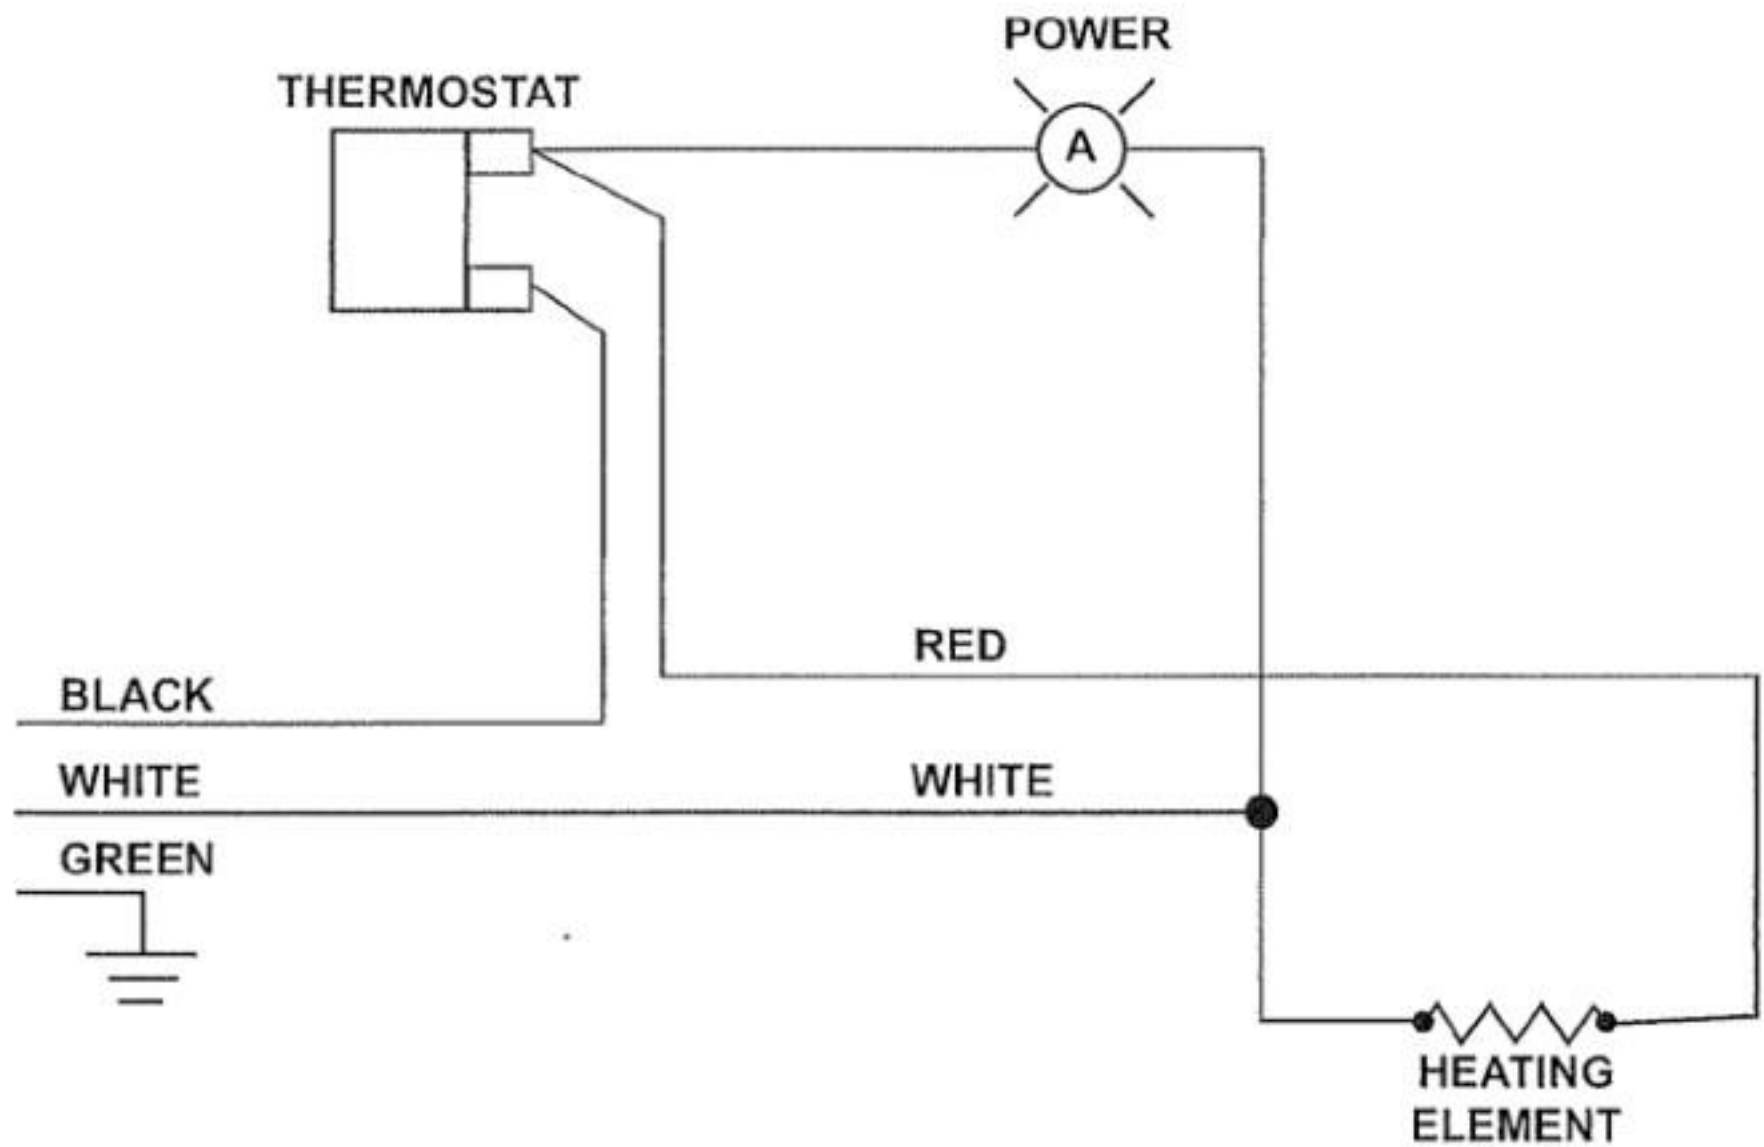 POWER
THERMOSTAT
A
RED
BLACK
WHITE
WHITE
GREEN
HEATING
ELEMENT